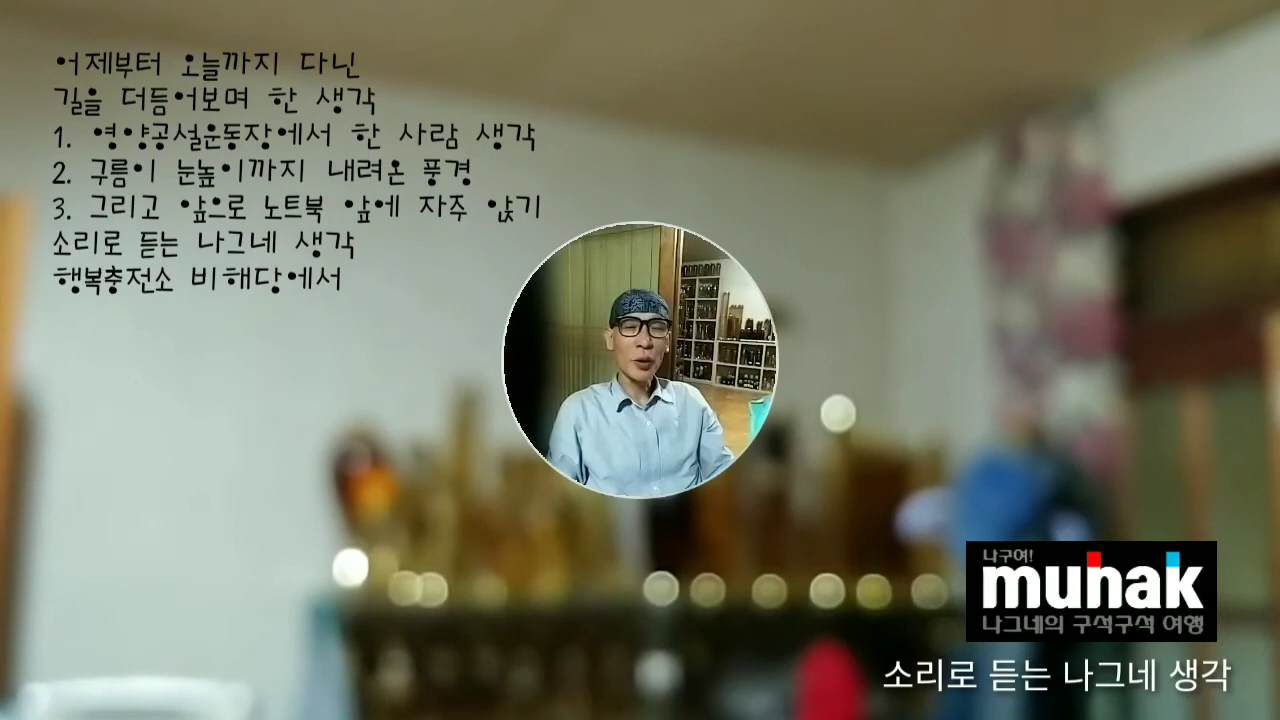 어제부터 오늘까지 다닌
길을 더듬어보며 한 생각
1. 영양공설운동장에서 한 사람 생각
2. 구름이 눈높이까지 내려온 풍경
3. 그리고 앞으로 노트북 앞에 자주 앉기
소리로 듣는 나그네 생각
행복충전소 비해당에서
나구여!
muhak
나그네의 구석구석 여행
소리로 듣는 나그네 생각